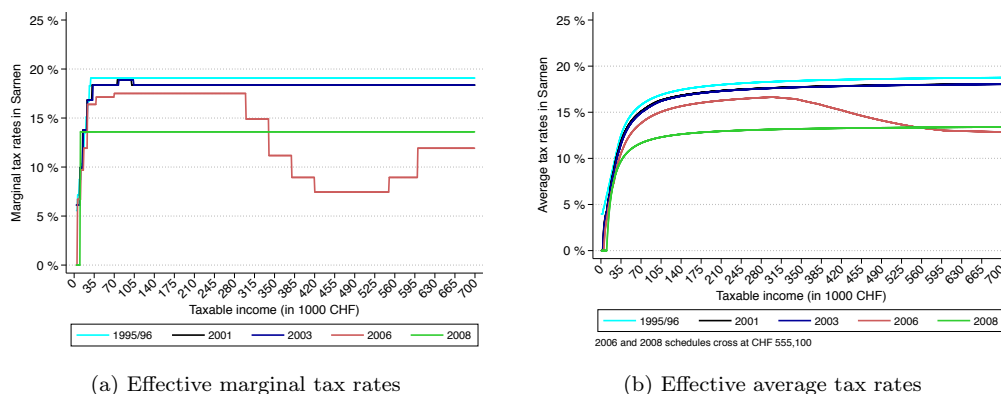 25 %
20 %
15 %
10 %
5 %
0 %
Marginal tax rates in Sarnen
0 35 70 105 140 175 210 245 280 315 350 385 420 455 490 525 560 595 630 665 700
Taxable income (in 1000 CHF)
1995/96 2001 2003 2006 2008
(a) Effective marginal tax rates
25 %
20 %
15 %
10 %
5 %
0 %
Average tax rates in Sarnen
0 35 70 105 140 175 210 245 280 315 350 385 420 455 490 525 560 595 630 665 700
Taxable income (in 1000 CHF)
1995/96 2001 2003 2006 2008
2006 and 2008 schedules cross at CHF 555,100
(b) Effective average tax rates